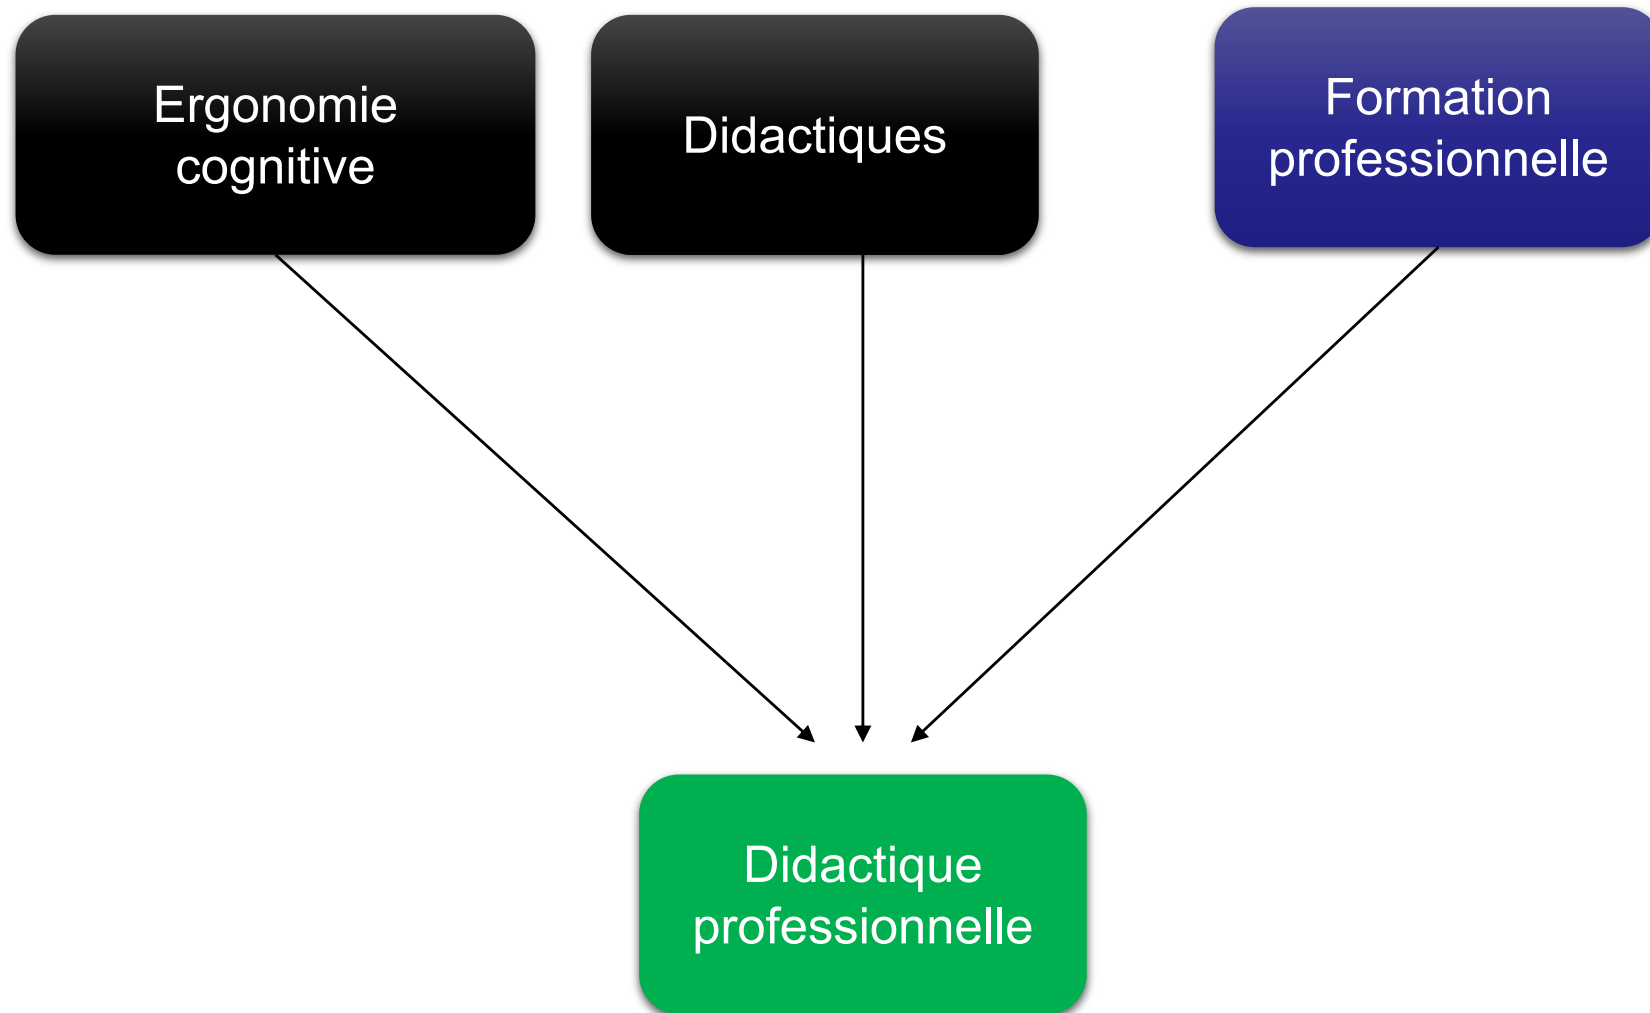 Ergonomie
cognitive
Didactiques
Formation
professionnelle
Didactique
professionnelle